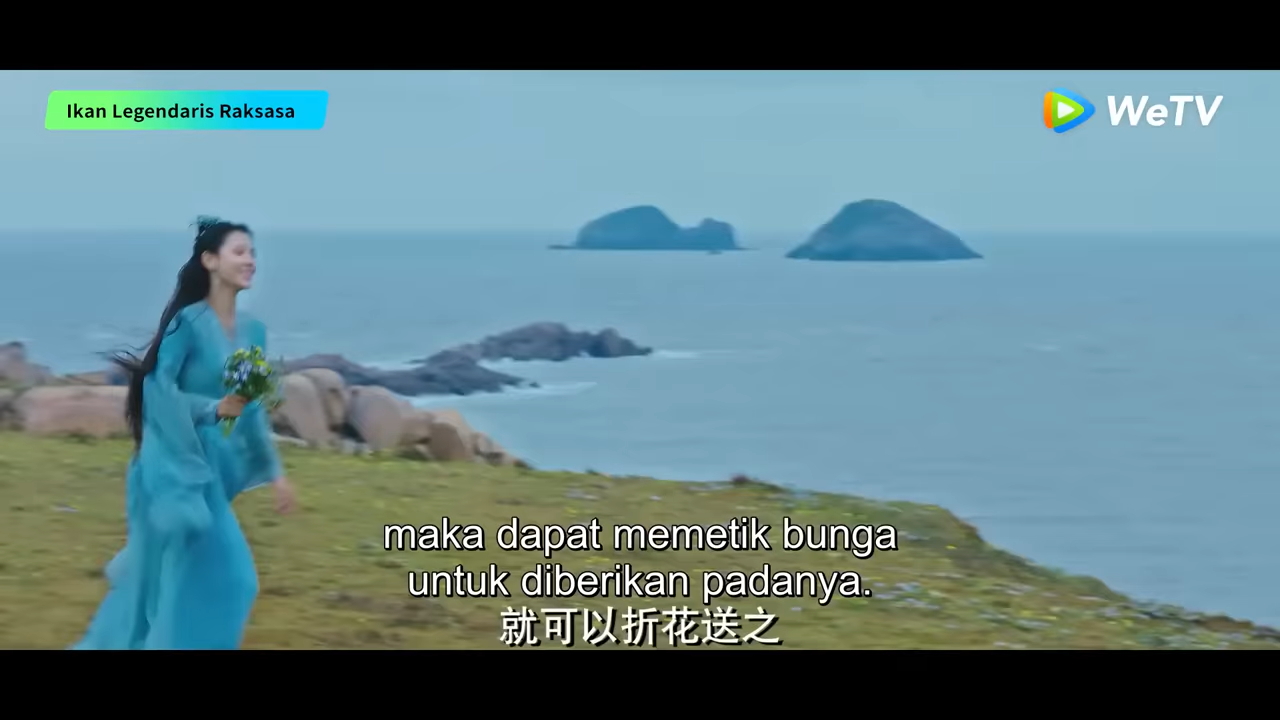 Ikan Legendaris Raksasa
WeTV
maka dapat memetik bunga
untuk diberikan padanya.
就可以折花送之